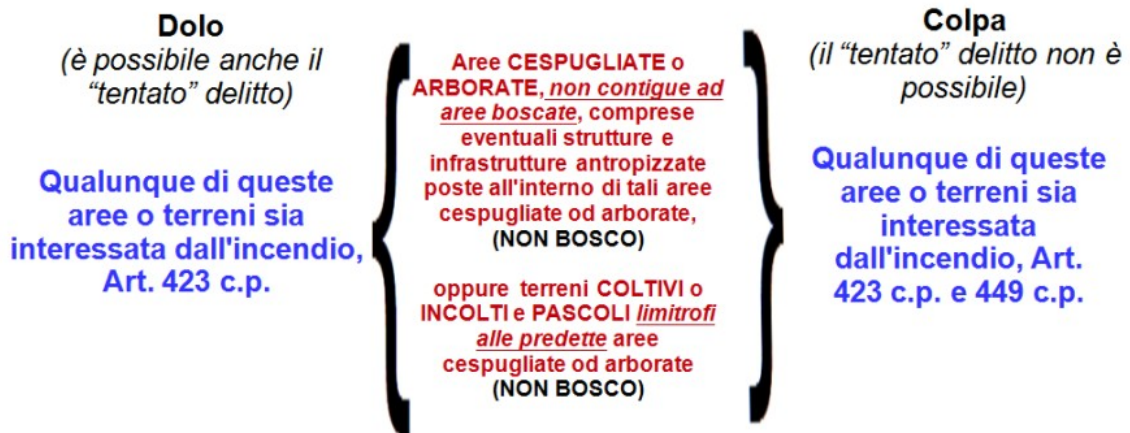 Dolo
(è possibile anche il
“tentato” delitto)
Qualunque di queste
aree o terreni sia
interessata dall'incendio,
Art. 423 c.p.
Aree CESPUGLIATE o
ARBORATE, non contigue ad
aree boscate, comprese
eventuali strutture e
infrastrutture antropizzate
poste all'interno di tali aree
cespugliate od arborate,
(NON BOSCO)
oppure terreni COLTIVI o
INCOLTI e PASCOLI limitrofi
alle predette aree
cespugliate od arborate
(NON BOSCO)
Colpa
(il “tentato” delitto non è
possibile)
Qualunque di queste
aree o terreni sia
interessata
dall'incendio, Art.
423 c.p. e 449 c.p.